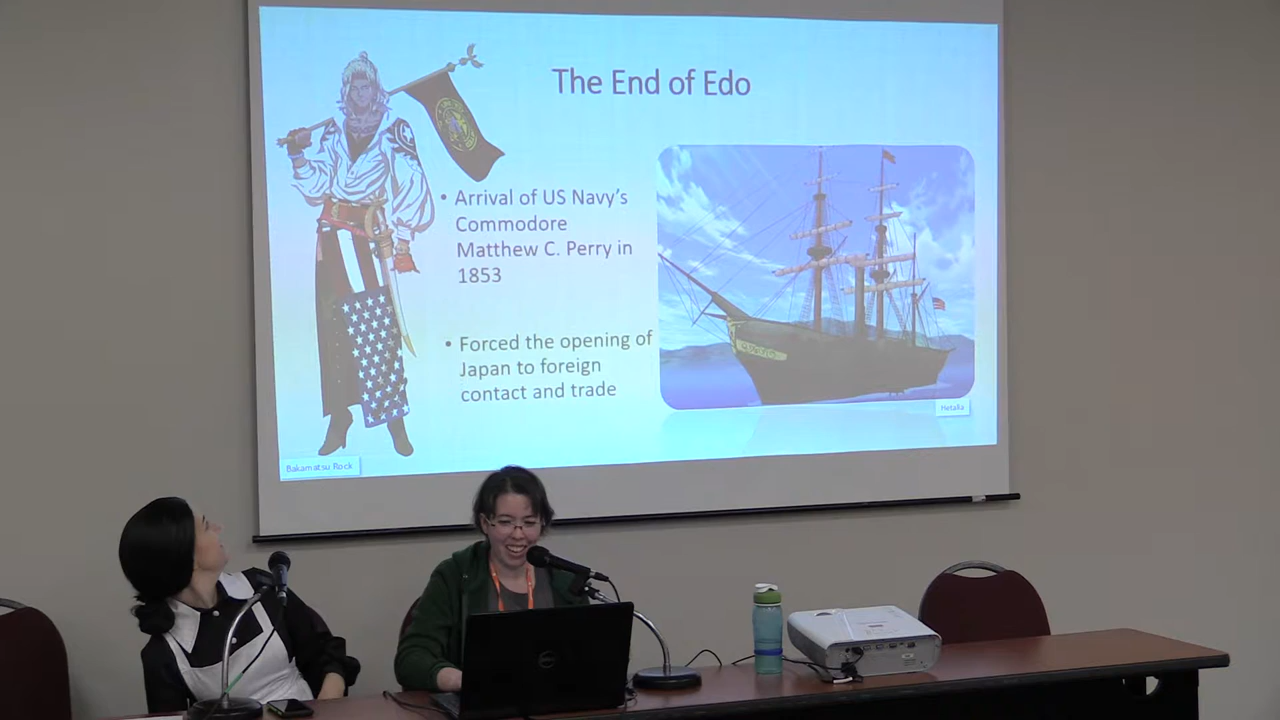 The End of Edo
• Arrival of US Navy's
Commodore
Matthew C. Perry in
1853
• Forced the opening of
Japan to foreign
contact and trade
Hetalia
Bakamatsu Rock
DELL